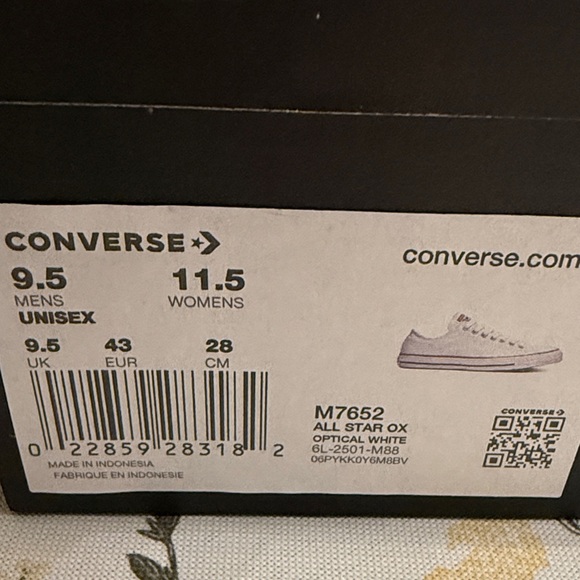 CONVERSE
converse.com
9.5 11.5
MENS WOMENS
UNISEX
9.5 43 28
UK EUR CM
0 22859 28318 2
MADE IN INDONESIA
FABRIQUE EN INDONESIE
M7652
ALL STAR OX
OPTICAL WHITE
6L-2501-M88
06PYKK0Y6M8BV
CONVERSE